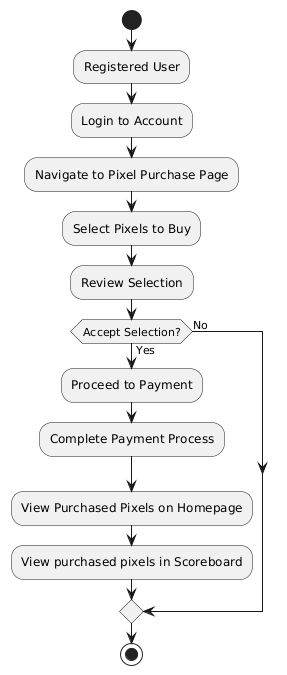 Registered User
Login to Account
Navigate to Pixel Purchase Page
Select Pixels to Buy
Review Selection
Accept Selection?
No
Yes
Proceed to Payment
Complete Payment Process
View Purchased Pixels on Homepage
View purchased pixels in Scoreboard